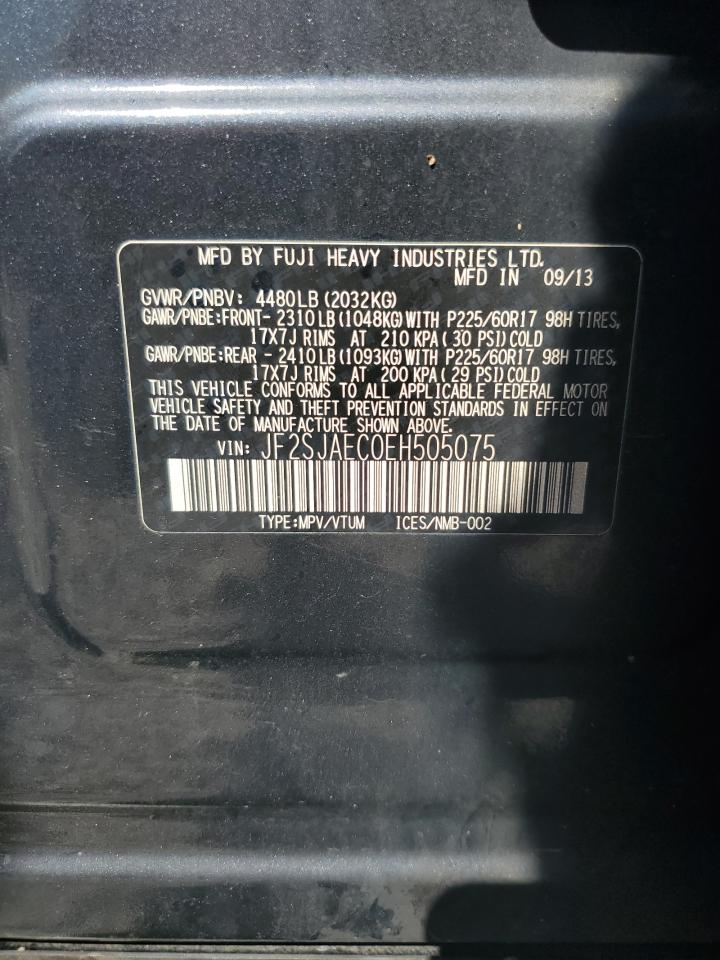 MFD BY FUJI HEAVY INDUSTRIES LTD.
MFD IN 09/13
GVWR/PNBV: 4480LB(2032KG)
GAWR/PNBE:FRONT- 2310LB(1048KG)WITH P225/60R17 98H TIRES,
17X7J RIMS AT 210 KPA(30 PSI)COLD
GAWR/PNBE:REAR - 2410LB(1093KG)WITH P225/60R17 98H TIRES,
17X7J RIMS AT 200 KPA(29 PSI)COLD
THIS VEHICLE CONFORMS TO ALL APPLICABLE FEDERAL MOTOR
VEHICLE SAFETY AND THEFT PREVENTION STANDARDS IN EFFECT ON
THE DATE OF MANUFACTURE SHOWN ABOVE.
VIN: JF2SJAEC0EH505075
TYPE:MPV/VTUM ICES/NMB-002